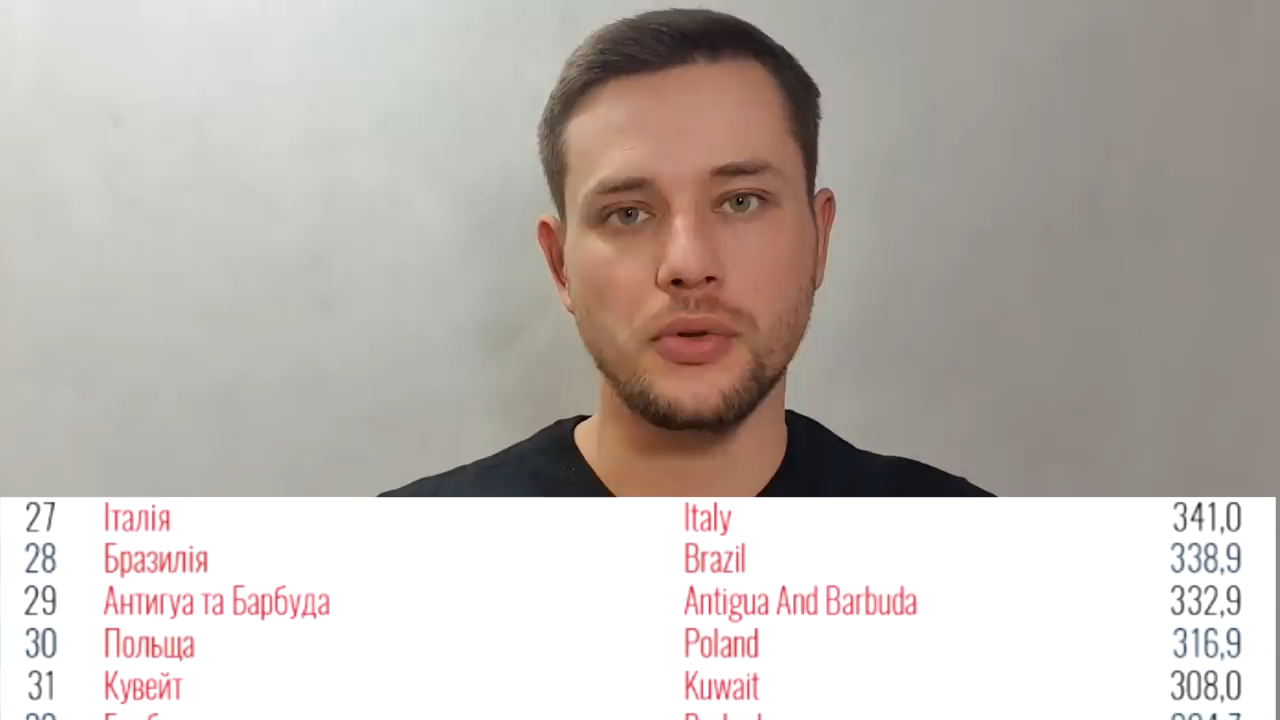 27 Італія Italy 341,0
28 Бразилія Brazil 338,9
29 Антигуа та Барбуда Antigua And Barbuda 332,9
30 Польща Poland 316,9
31 Кувейт Kuwait 308,0